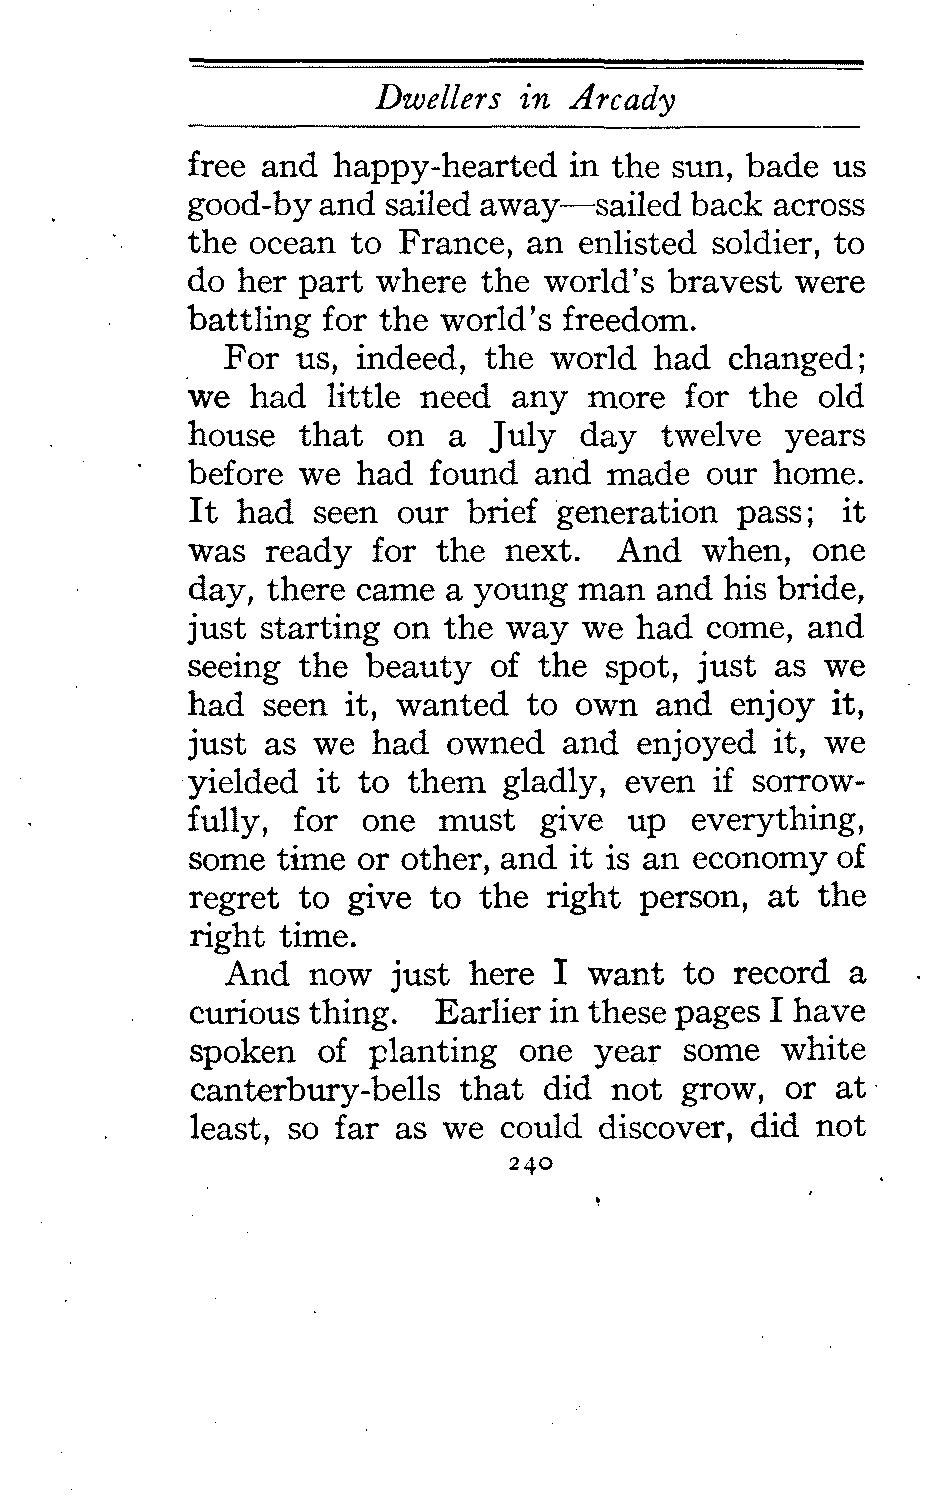 Dwellers in Arcady
free and happy-hearted in the sun, bade us
good-by and sailed away—sailed back across
the ocean to France, an enlisted soldier, to
do her part where the world's bravest were
battling for the world's freedom.
For us, indeed, the world had changed;
we had little need any more for the old
house that on a July day twelve years
before we had found and made our home.
It had seen our brief generation pass; it
was ready for the next. And when, one
day, there came a young man and his bride,
just starting on the way we had come, and
seeing the beauty of the spot, just as we
had seen it, wanted to own and enjoy it,
just as we had owned and enjoyed it, we
yielded it to them gladly, even if sorrow-
fully, for one must give up everything,
some time or other, and it is an economy of
regret to give to the right person, at the
right time.
And now just here I want to record a
curious thing. Earlier in these pages I have
spoken of planting one year some white
canterbury-bells that did not grow, or at
least, so far as we could discover, did not
240